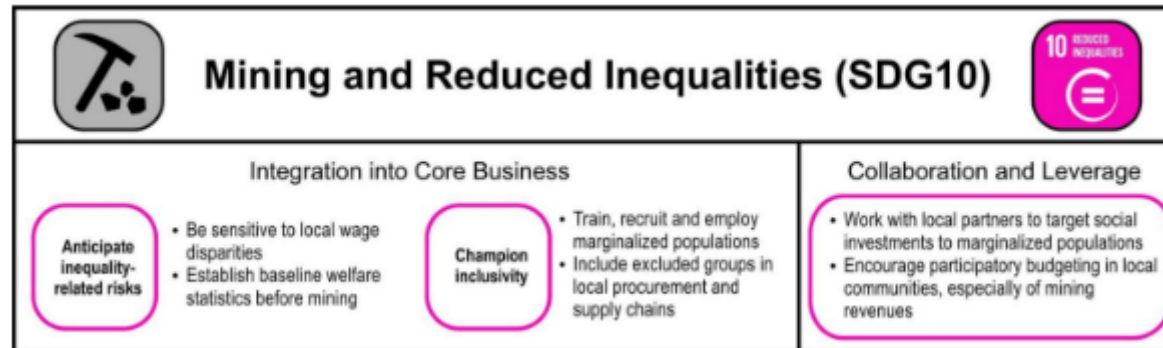 Mining and Reduced Inequalities (SDG10)
10 REDUCED
INEQUALITIES
Integration into Core Business
Anticipate
inequality-
related risks
• Be sensitive to local wage
disparities
• Establish baseline welfare
statistics before mining
Champion
inclusivity
• Train, recruit and employ
marginalized populations
• Include excluded groups in
local procurement and
supply chains
Collaboration and Leverage
• Work with local partners to target social
investments to marginalized populations
• Encourage participatory budgeting in local
communities, especially of mining
revenues